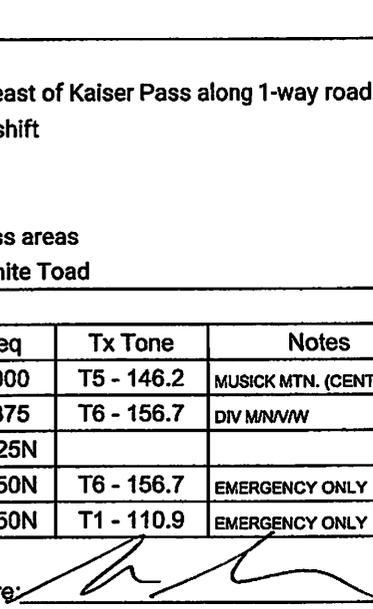 east of Kaiser Pass along 1-way road
shift
ss areas
nite Toad
eq Tx Tone Notes
000 T5 - 146.2 MUSICK MTN. (CENT
375 T6 - 156.7 DIV M/N/V/W
25N
50N T6 - 156.7 EMERGENCY ONLY
50N T1 - 110.9 EMERGENCY ONLY
re: